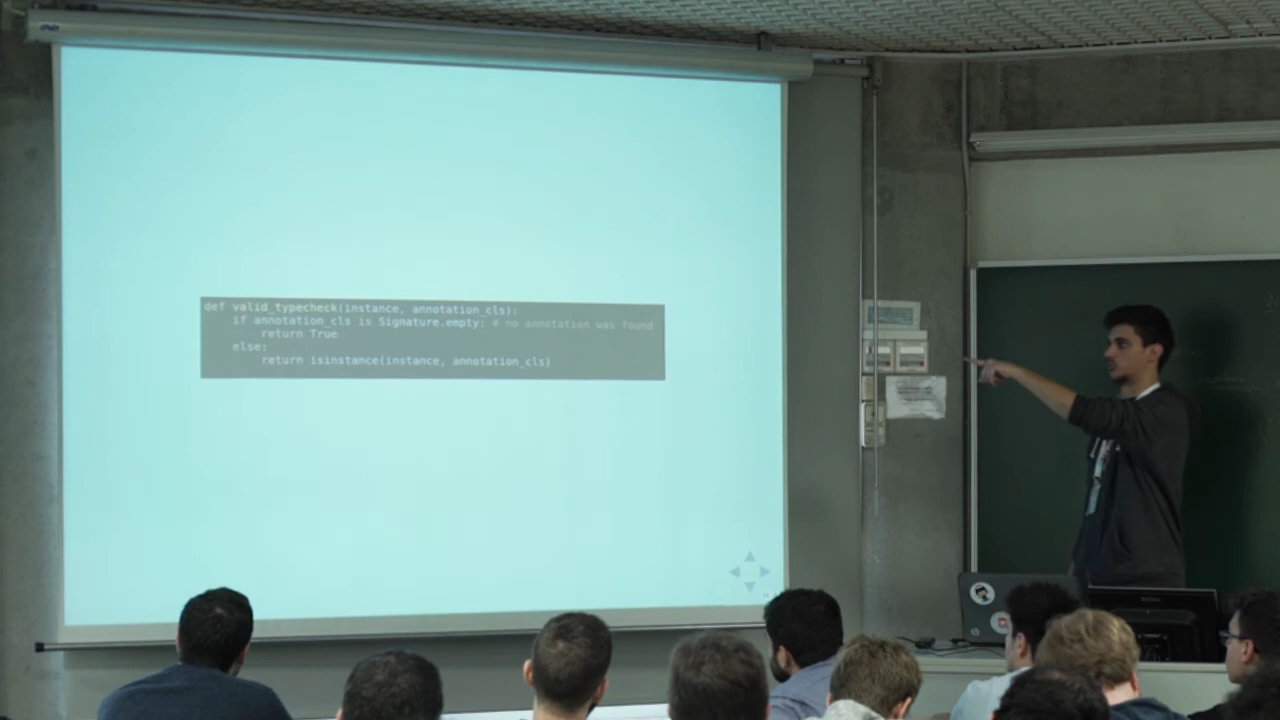 def valid_typecheck(instance, annotation_cls):
if annotation_cls is Signature.empty: # no annotation was found
return True
else:
return isinstance(instance, annotation_cls)